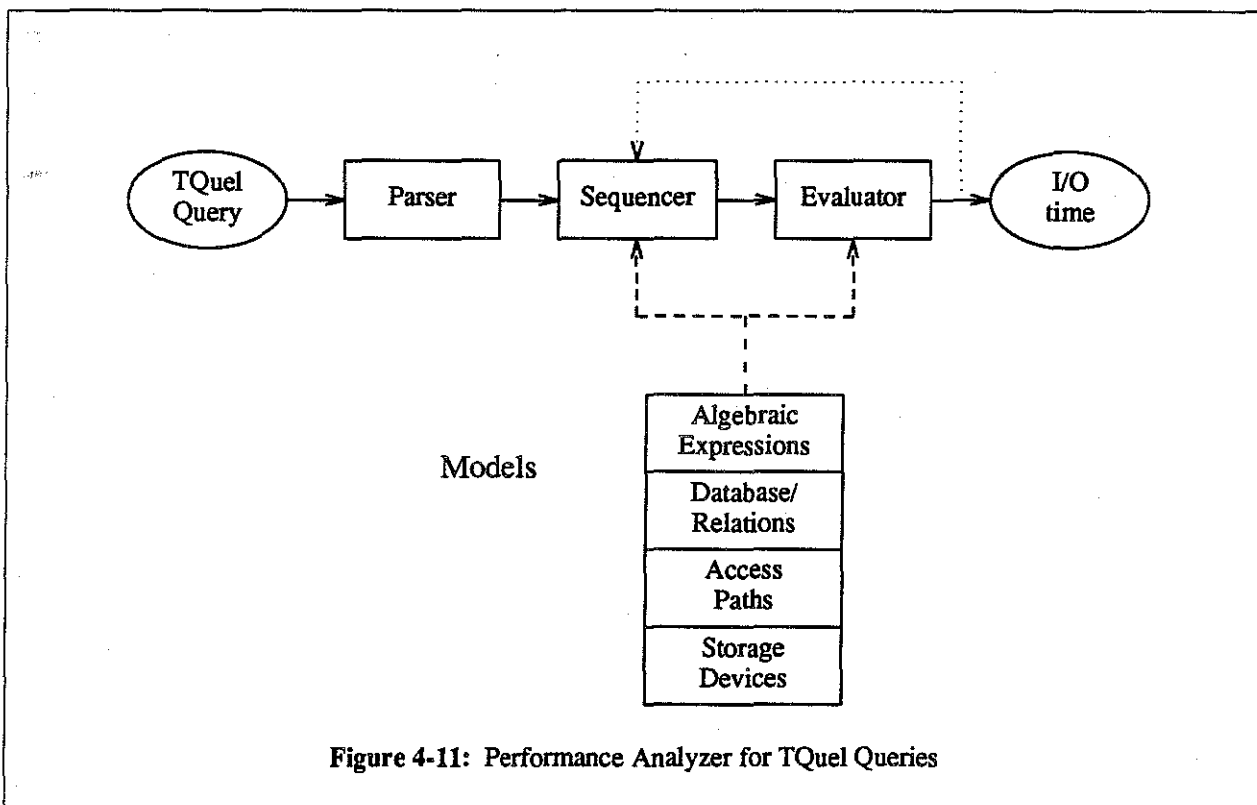 TQuel
Query
Parser
Sequencer
Evaluator
I/O
time
Models
Algebraic
Expressions
Database/
Relations
Access
Paths
Storage
Devices
Figure 4-11: Performance Analyzer for TQuel Queries